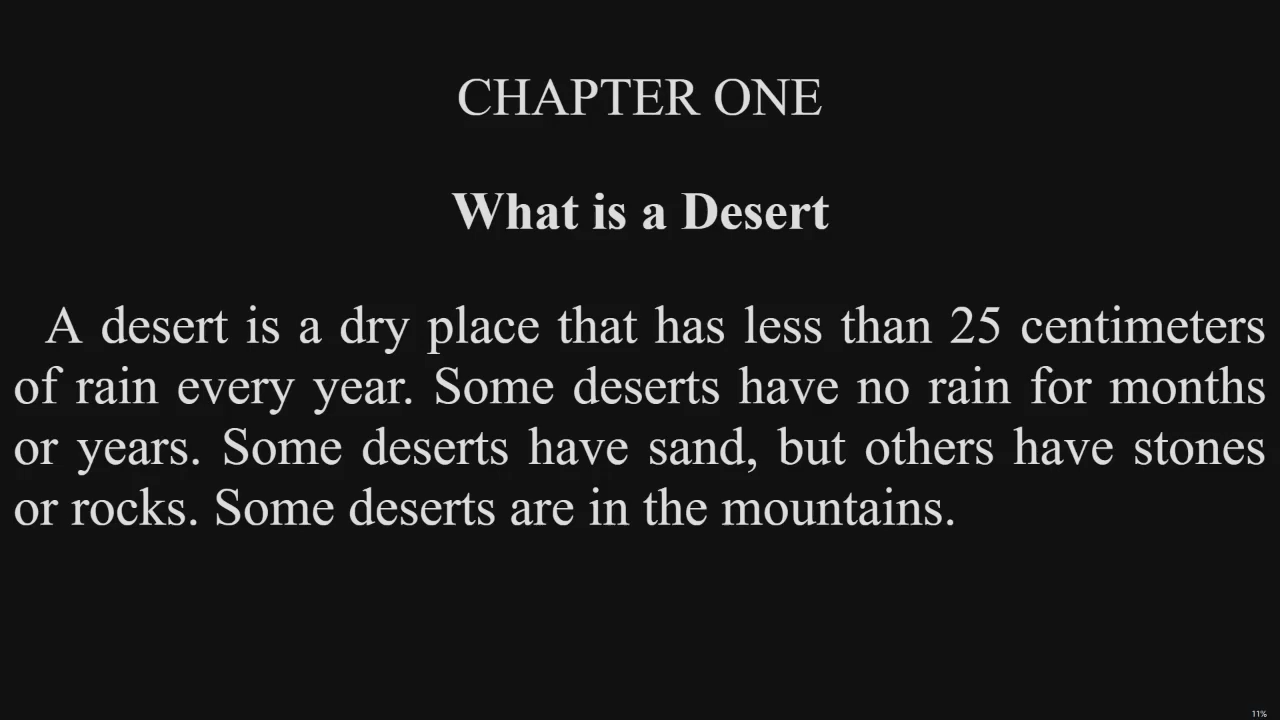 CHAPTER ONE
What is a Desert
A desert is a dry place that has less than 25 centimeters
of rain every year. Some deserts have no rain for months
or years. Some deserts have sand, but others have stones
or rocks. Some deserts are in the mountains.
11%